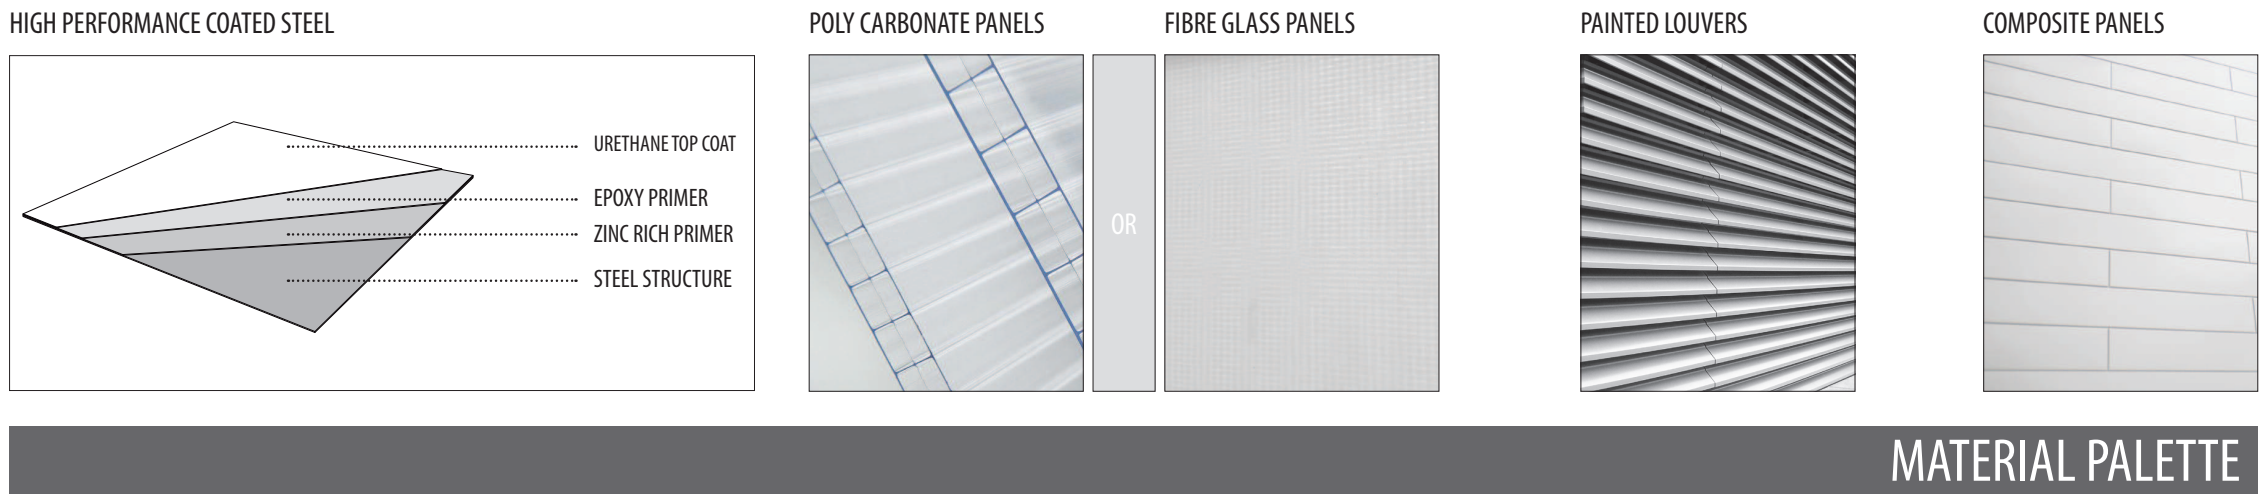 HIGH PERFORMANCE COATED STEEL
URETHANE TOP COAT
EPOXY PRIMER
ZINC RICH PRIMER
STEEL STRUCTURE
POLY CARBONATE PANELS
OR
FIBRE GLASS PANELS
PAINTED LOUVERS
COMPOSITE PANELS
MATERIAL PALETTE